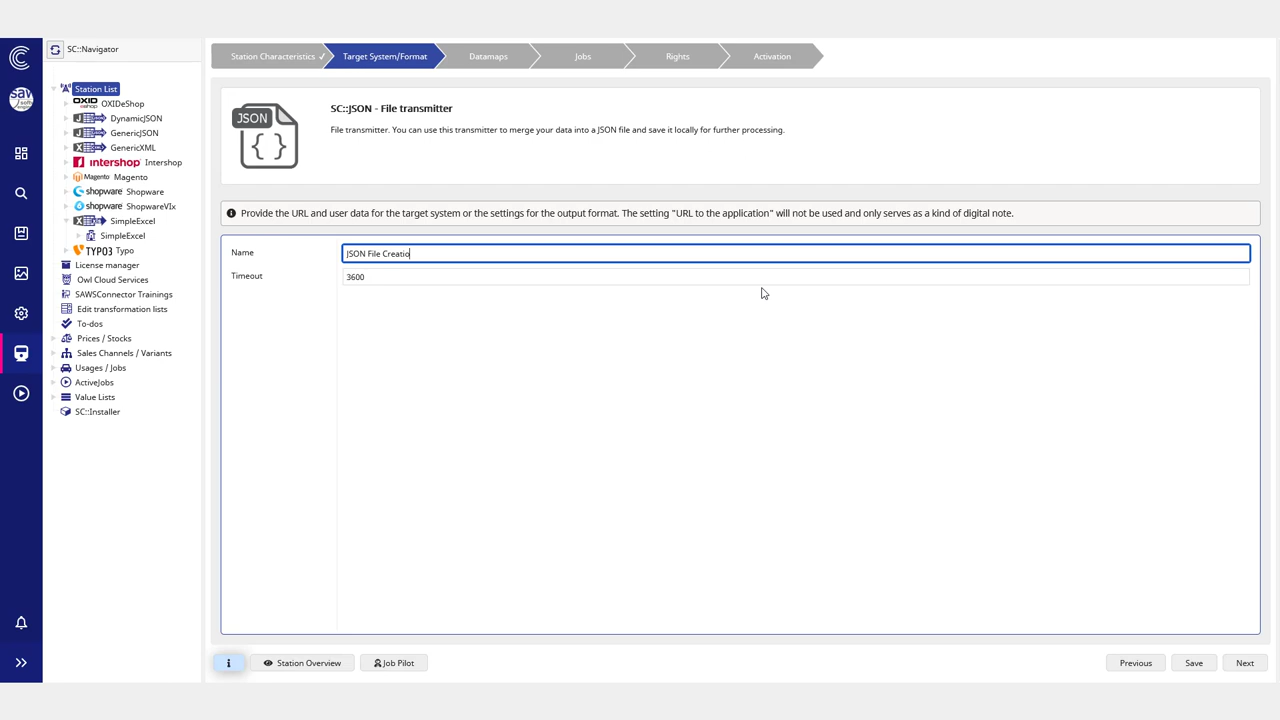 SC::Navigator
Station Characteristics ✓
Target System/Format
Datamaps
Jobs
Rights
Activation
Station List
OXID eshop OXIDeShop
DynamicJSON
GenericJSON
GenericXML
intershop Intershop
Magento Magento
shopware Shopware
shopware ShopwareVIx
SimpleExcel
SimpleExcel
TYPO3 Typo
License manager
Owl Cloud Services
SAWSConnector Trainings
Edit transformation lists
To-dos
Prices / Stocks
Sales Channels / Variants
Usages / Jobs
ActiveJobs
Value Lists
SC::Installer
JSON
SC::JSON - File transmitter
File transmitter. You can use this transmitter to merge your data into a JSON file and save it locally for further processing.
Provide the URL and user data for the target system or the settings for the output format. The setting "URL to the application" will not be used and only serves as a kind of digital note.
Name
JSON File Creatio
Timeout
3600
Station Overview
Job Pilot
Previous
Save
Next